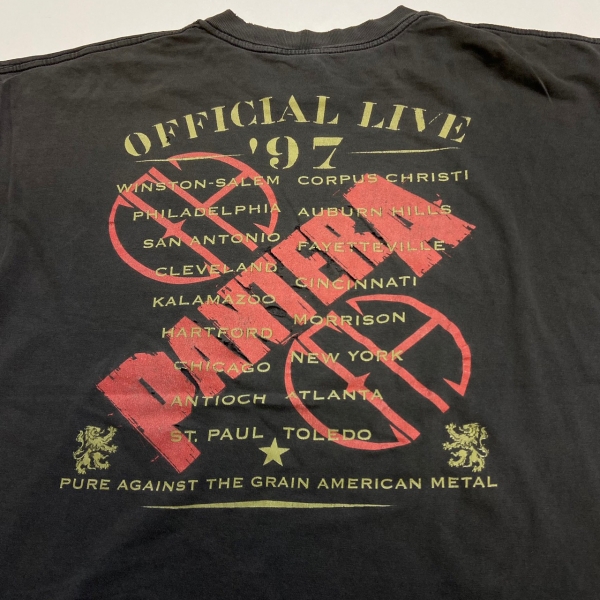 OFFICIAL LIVE
'97
WINSTON-SALEM CORPUS CHRISTI
PHILADELPHIA AUBURN HILLS
SAN ANTONIO FAYETTEVILLE
CLEVELAND CINCINNATI
KALAMAZOO MORRISON
HARTFORD NEW YORK
CHICAGO ATLANTA
ANTIOCH TOLEDO
ST. PAUL
PANTERA
PURE AGAINST THE GRAIN AMERICAN METAL